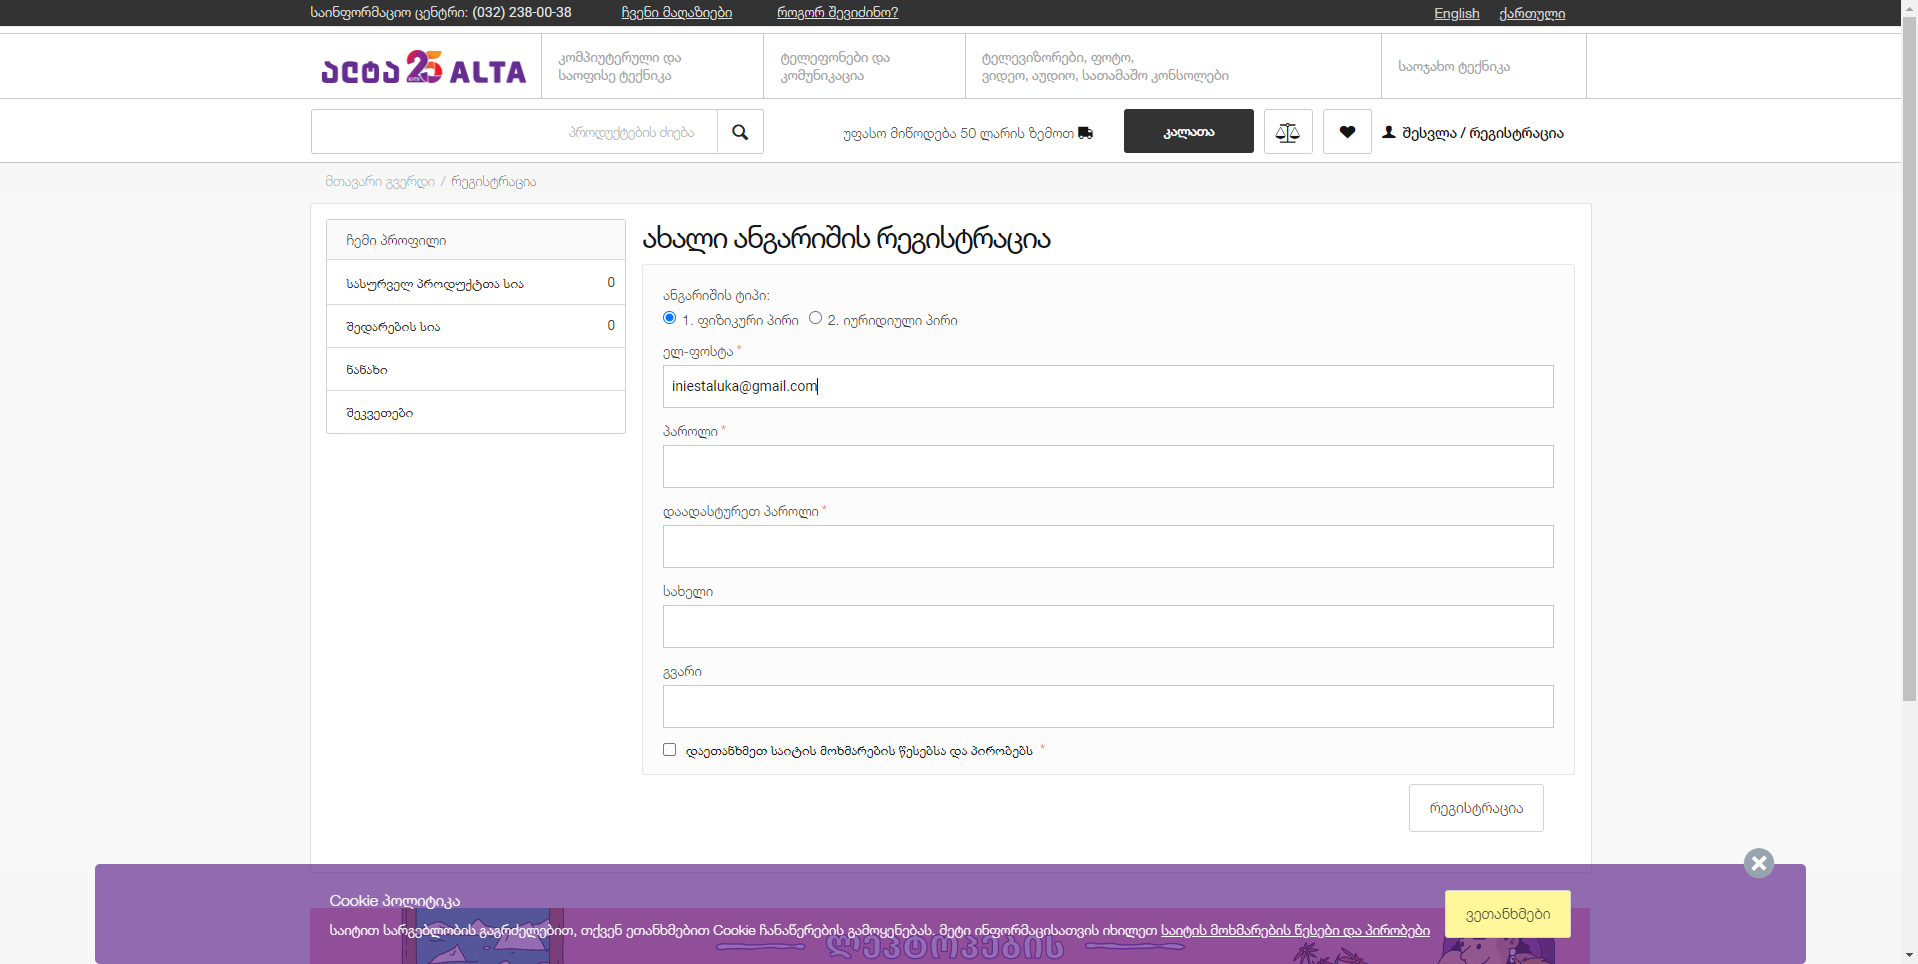 საინფორმაციო ცენტრი: (032) 238-00-38
ჩვენი მაღაზიები
როგორ შევიძინო?
English
ქართული
ალტა 25 ALTA
კომპიუტერული და
საოფისე ტექნიკა
ტელეფონები და
კომუნიკაცია
ტელევიზორები, ფოტო,
ვიდეო, აუდიო, სათამაშო კონსოლები
საოჯახო ტექნიკა
პროდუქტების ძიება
უფასო მიწოდება 50 ლარის ზემოთ
კალათა
შესვლა / რეგისტრაცია
მთავარი გვერდი / რეგისტრაცია
ჩემი პროფილი
სასურველ პროდუქტთა სია 0
შედარების სია 0
ნანახი
შეკვეთები
ახალი ანგარიშის რეგისტრაცია
ანგარიშის ტიპი:
1. ფიზიკური პირი 2. იურიდიული პირი
ელ-ფოსტა *
iniestaluka@gmail.com
პაროლი *
დაადასტურეთ პაროლი *
სახელი
გვარი
დაეთანხმეთ საიტის მოხმარების წესებსა და პირობებს *
რეგისტრაცია
Cookie პოლიტიკა
საიტით სარგებლობის გაგრძელებით, თქვენ ეთანხმებით Cookie ჩანაწერების გამოყენებას. მეტი ინფორმაციისათვის იხილეთ საიტის მოხმარების წესები და პირობები
ვეთანხმები